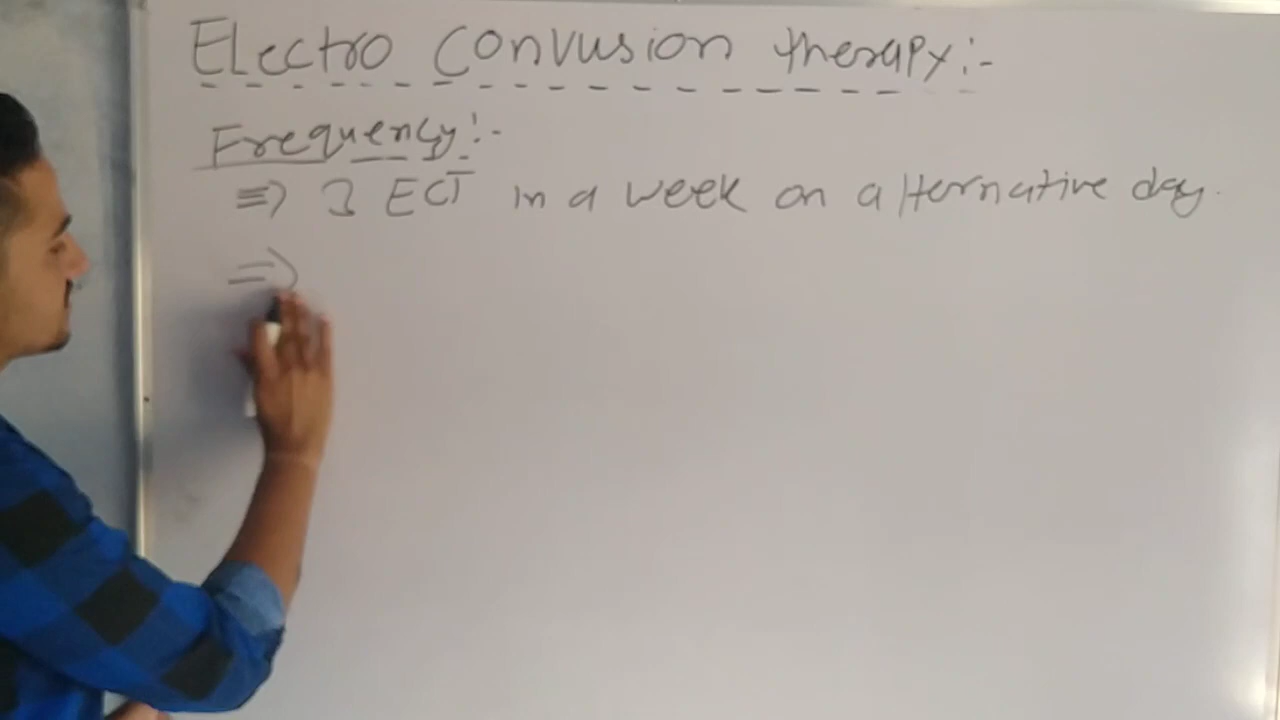 Electro Convusion therapy:-
Frequency:-
⇒ 3 ECT in a week on alternative day.
⇒